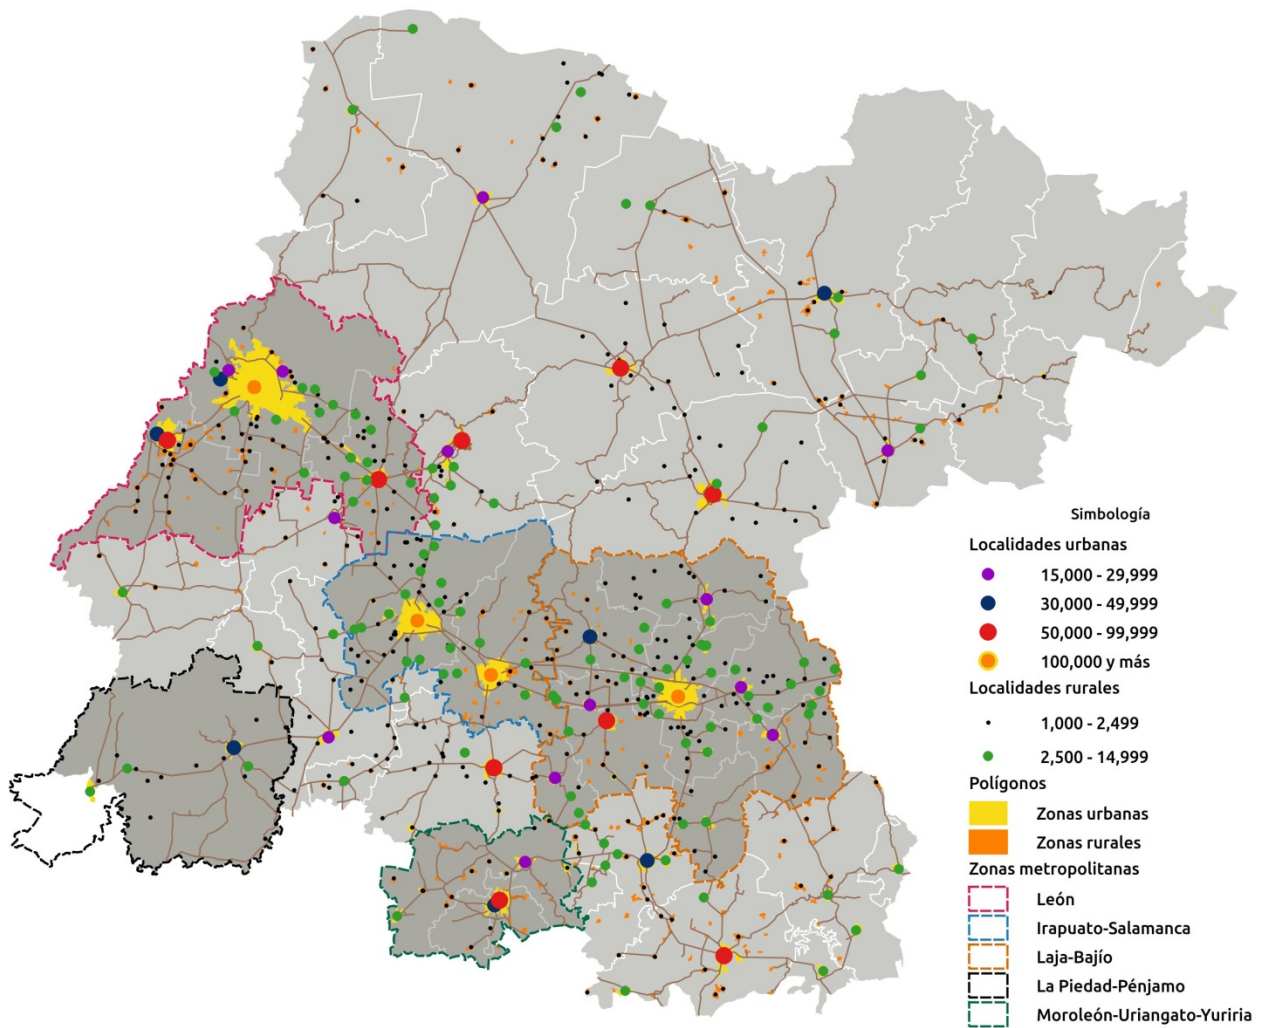 Simbología
Localidades urbanas
15,000 - 29,999
30,000 - 49,999
50,000 - 99,999
100,000 y más
Localidades rurales
1,000 - 2,499
2,500 - 14,999
Polígonos
Zonas urbanas
Zonas rurales
Zonas metropolitanas
León
Irapuato-Salamanca
Laja-Bajío
La Piedad-Pénjamo
Moroleón-Uriangato-Yuriria